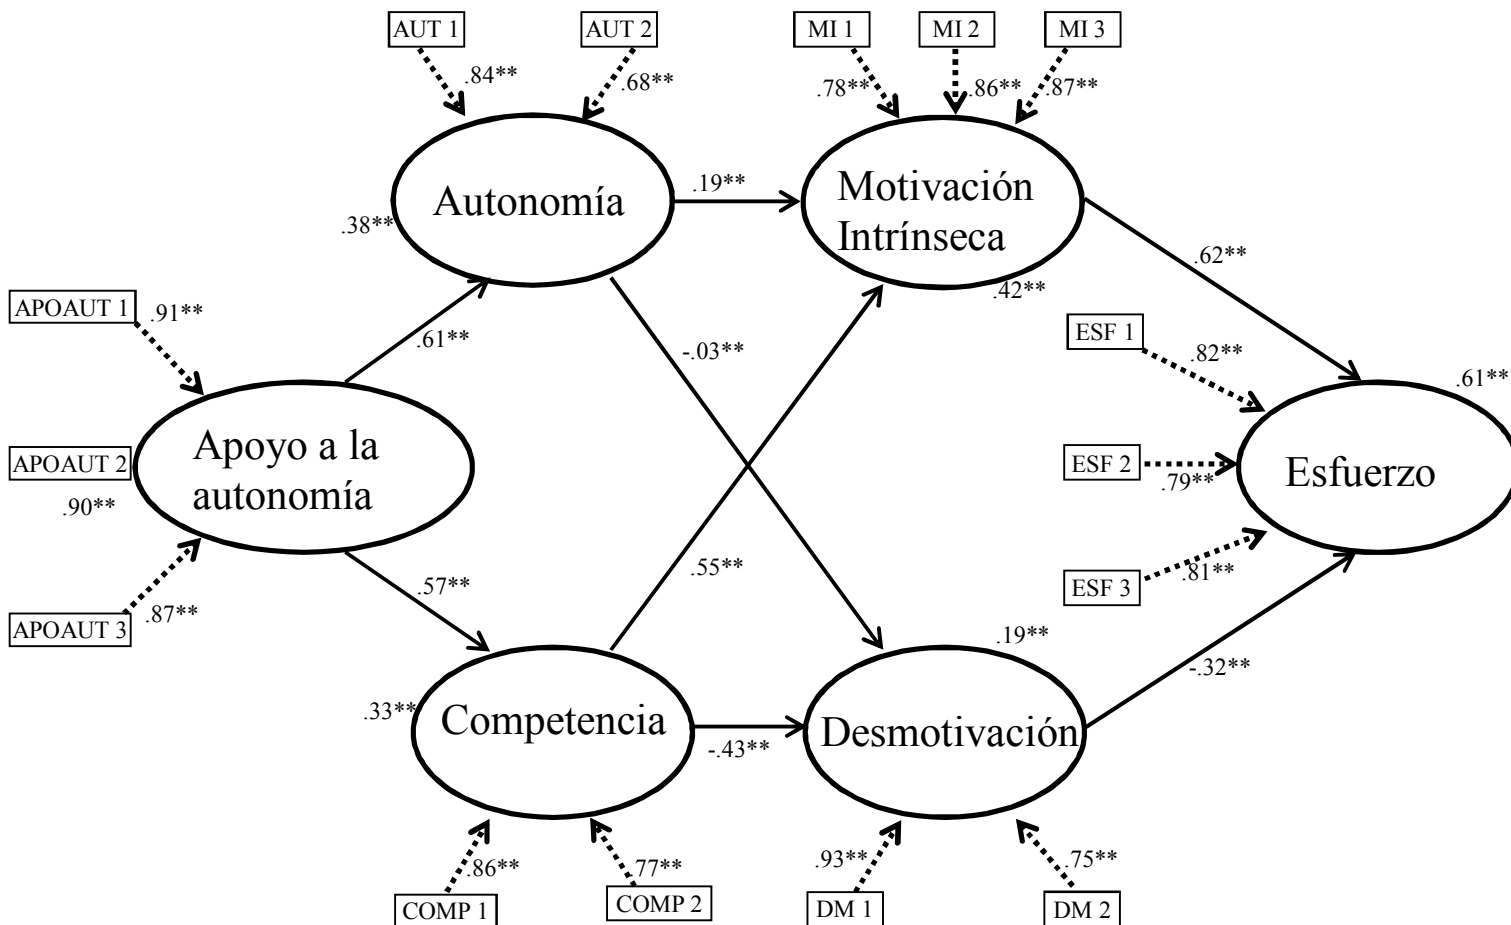 AUT 1
AUT 2
MI 1
MI 2
MI 3
.84**
.68**
.78**
.86**
.87**
Autonomía
.19**
Motivación
Intrínseca
.38**
.62**
.42**
APOAUT 1
.91**
.61**
-.03**
ESF 1
.82**
.61**
Apoyo a la
autonomía
APOAUT 2
.90**
ESF 2
.79**
Esfuerzo
.57**
.55**
ESF 3
.81**
APOAUT 3
.87**
.19**
-.32**
.33**
Competencia
-.43**
Desmotivación
.86**
.77**
.93**
.75**
COMP 1
COMP 2
DM 1
DM 2